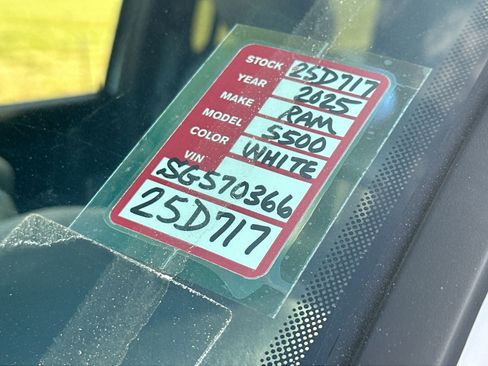 STOCK 25D717
YEAR 2025
MAKE RAM
MODEL 5500
COLOR WHITE
VIN
SG570366
25D717